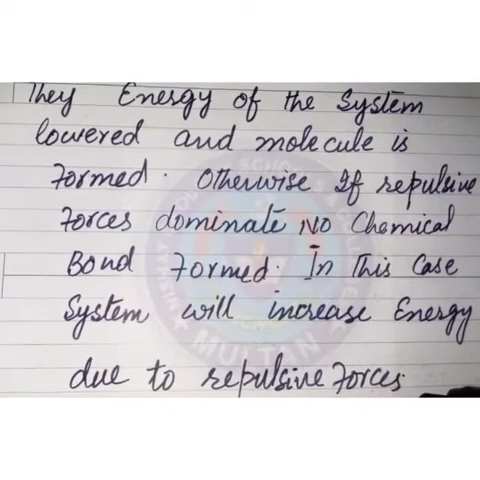 They Energy of the System
lowered and molecule is
Formed. Otherwise If repulsive
Forces dominate No Chemical
Bond Formed. In This Case
System will increase Energy
due to repulsive Forces.
MULTAN